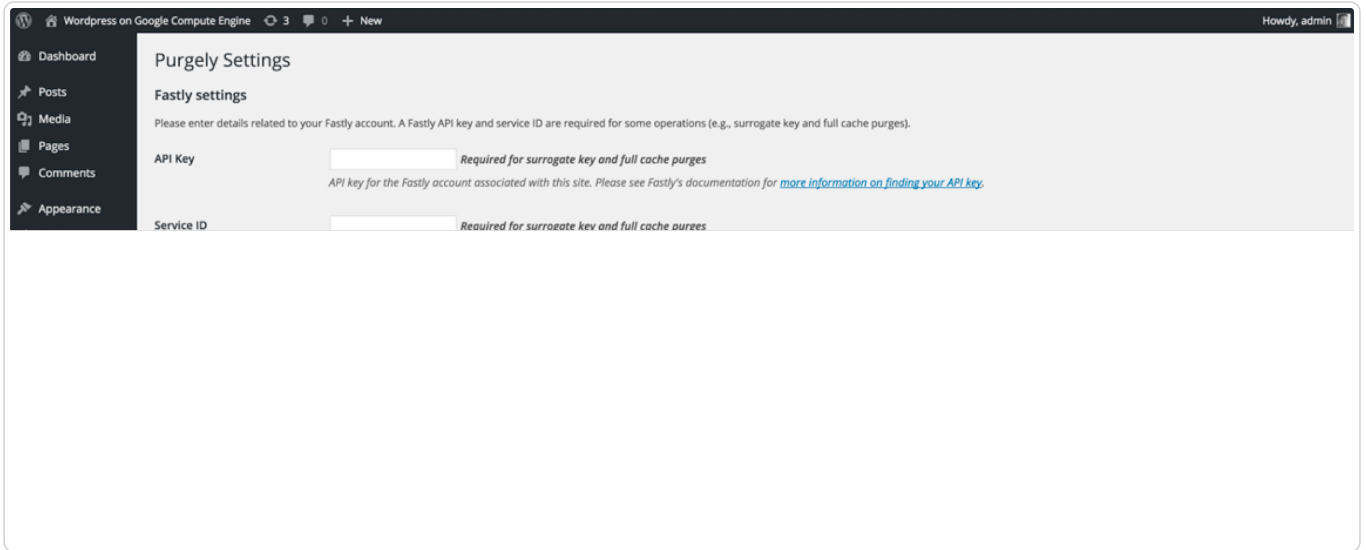 Wordpress on Google Compute Engine 3 0 + New Howdy, admin
Dashboard
Posts
Media
Pages
Comments
Appearance
Purgely Settings
Fastly settings
Please enter details related to your Fastly account. A Fastly API key and service ID are required for some operations (e.g., surrogate key and full cache purges).
API Key Required for surrogate key and full cache purges
API key for the Fastly account associated with this site. Please see Fastly's documentation for more information on finding your API key.
Service ID Required for surrogate key and full cache purges